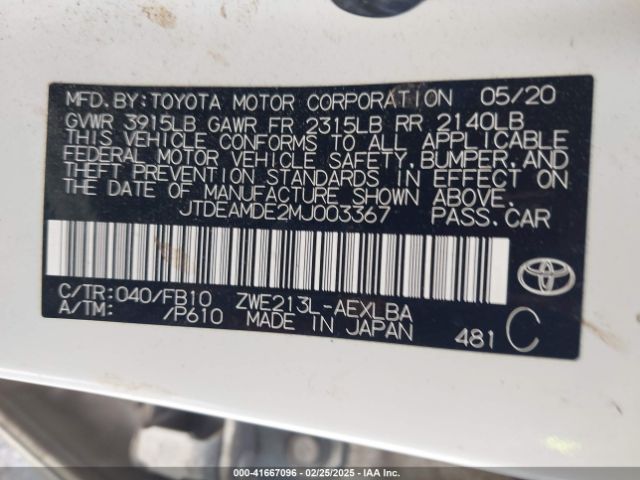 MFD.BY:TOYOTA MOTOR CORPORATION 05/20
GVWR 3915LB GAWR FR 2315LB RR 2140LB
THIS VEHICLE CONFORMS TO ALL APPLICABLE
FEDERAL MOTOR VEHICLE SAFETY, BUMPER, AND
THEFT PREVENTION STANDARDS IN EFFECT ON
THE DATE OF MANUFACTURE SHOWN ABOVE.
JTDEAMDE2MJ003367 PASS.CAR
C/TR:040/FB10 ZWE213L-AEXLBA
A/TM: /P610 MADE IN JAPAN 481 C
000-41667096 - 02/25/2025 - IAA Inc.